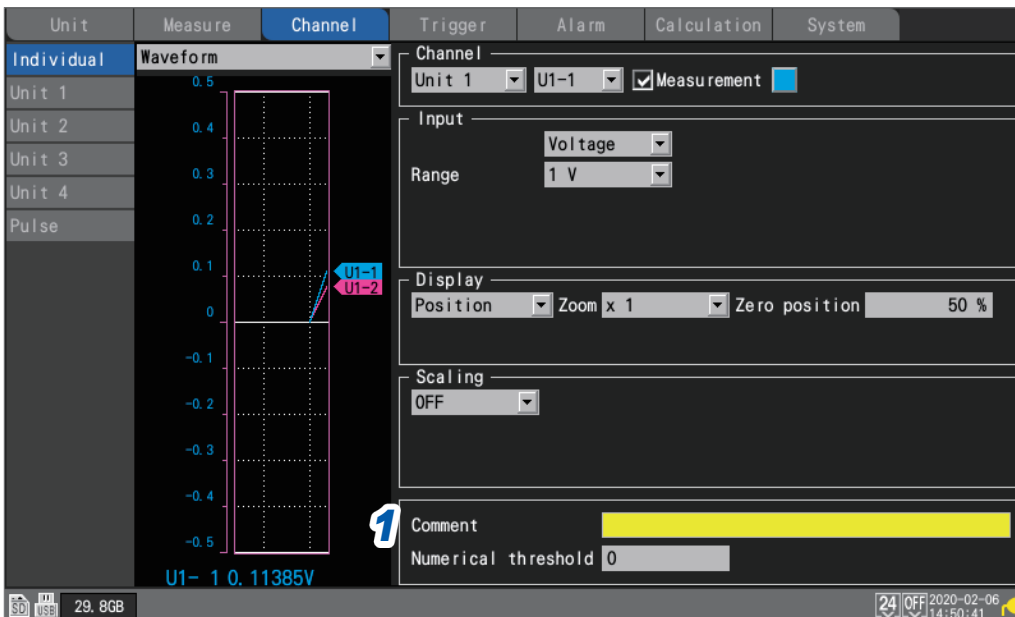 Unit Measure Channel Trigger Alarm Calculation System
Individual
Unit 1
Unit 2
Unit 3
Unit 4
Pulse
Waveform
0.5
0.4
0.3
0.2
0.1
0
-0.1
-0.2
-0.3
-0.4
-0.5
U1-1
U1-2
U1- 1 0.11385V
Channel
Unit 1 U1-1 Measurement
Input
Voltage
Range 1 V
Display
Position Zoom x 1 Zero position 50 %
Scaling
OFF
1
Comment
Numerical threshold 0
SD USB 29.8GB
24 OFF 2020-02-06
14:50:41